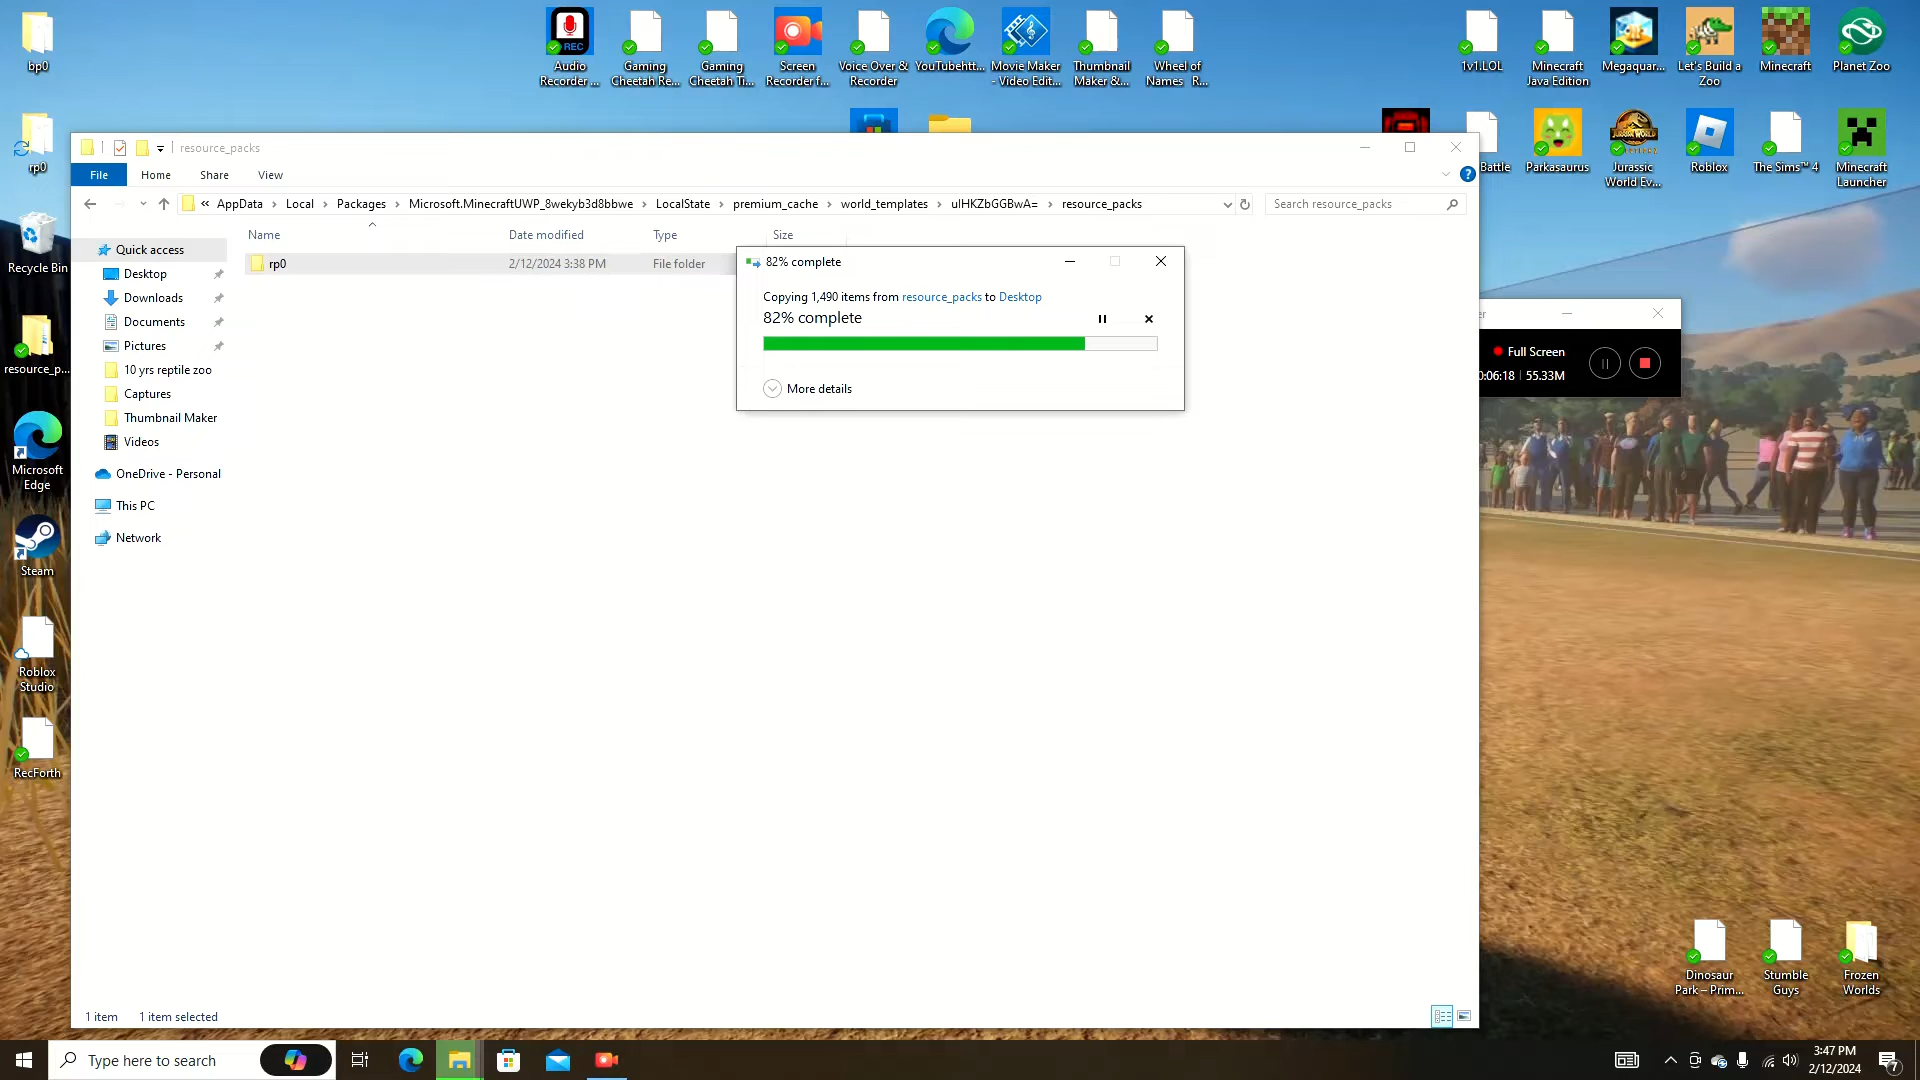 bp0
Audio
Recorder ...
Gaming
Cheetah Re...
Gaming
Cheetah Ti...
Screen
Recorder f...
Voice Over &
Recorder
YouTubehtt...
Movie Maker
- Video Edit...
Thumbnail
Maker &...
Wheel of
Names R...
1v1.LOL
Minecraft
Java Edition
Megaquar...
Let's Build a
Zoo
Minecraft
Planet Zoo
REC
rp0
Battle
Parkasaurus
Jurassic
World Ev...
Roblox
The Sims™ 4
Minecraft
Launcher
Recycle Bin
resource_p...
Microsoft
Edge
Steam
Roblox
Studio
RecForth
resource_packs
File
Home
Share
View
?
« AppData > Local > Packages > Microsoft.MinecraftUWP_8wekyb3d8bbwe > LocalState > premium_cache > world_templates > > resource_packs
Search resource_packs
Name
Date modified
Type
Size
rp0
2/12/2024 3:38 PM
File folder
Quick access
Desktop
Downloads
Documents
Pictures
10 yrs reptile zoo
Captures
Thumbnail Maker
Videos
OneDrive - Personal
This PC
Network
82% complete
Copying 1,490 items from resource_packs to Desktop
82% complete
More details
er
Full Screen
0:06:18 | 55.33M
1 item
1 item selected
Dinosaur
Park – Prim...
Stumble
Guys
Frozen
Worlds
Type here to search
3:47 PM
2/12/2024
7